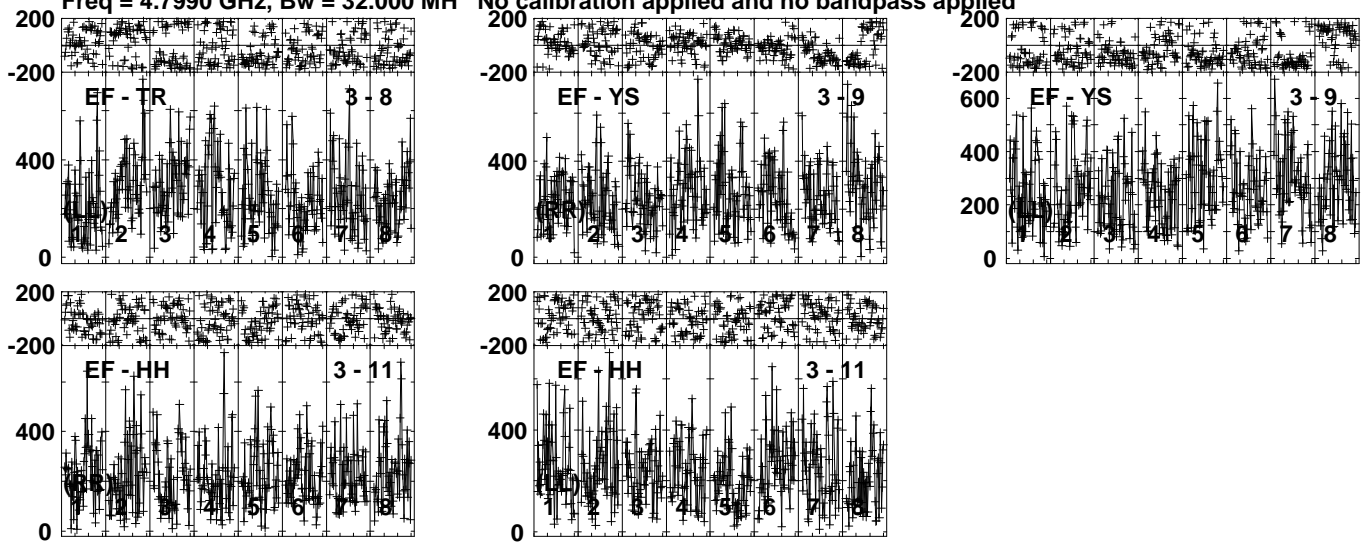 Freq = 4.7990 GHz, Bw = 32.000 MH No calibration applied and no bandpass applied
200
-200
EF - TR 3 - 8
400
(LL)
1 2 3 4 5 6 7 8
0
200
-200
EF - YS 3 - 9
400
(RR)
1 2 3 4 5 6 7 8
0
200
-200
600
EF - YS 3 - 9
400
200
(LL)
1 2 3 4 5 6 7 8
0
200
-200
EF - HH 3 - 11
400
(RR)
1 2 3 4 5 6 7 8
0
200
-200
EF - HH 3 - 11
400
(LL)
1 2 3 4 5 6 7 8
0